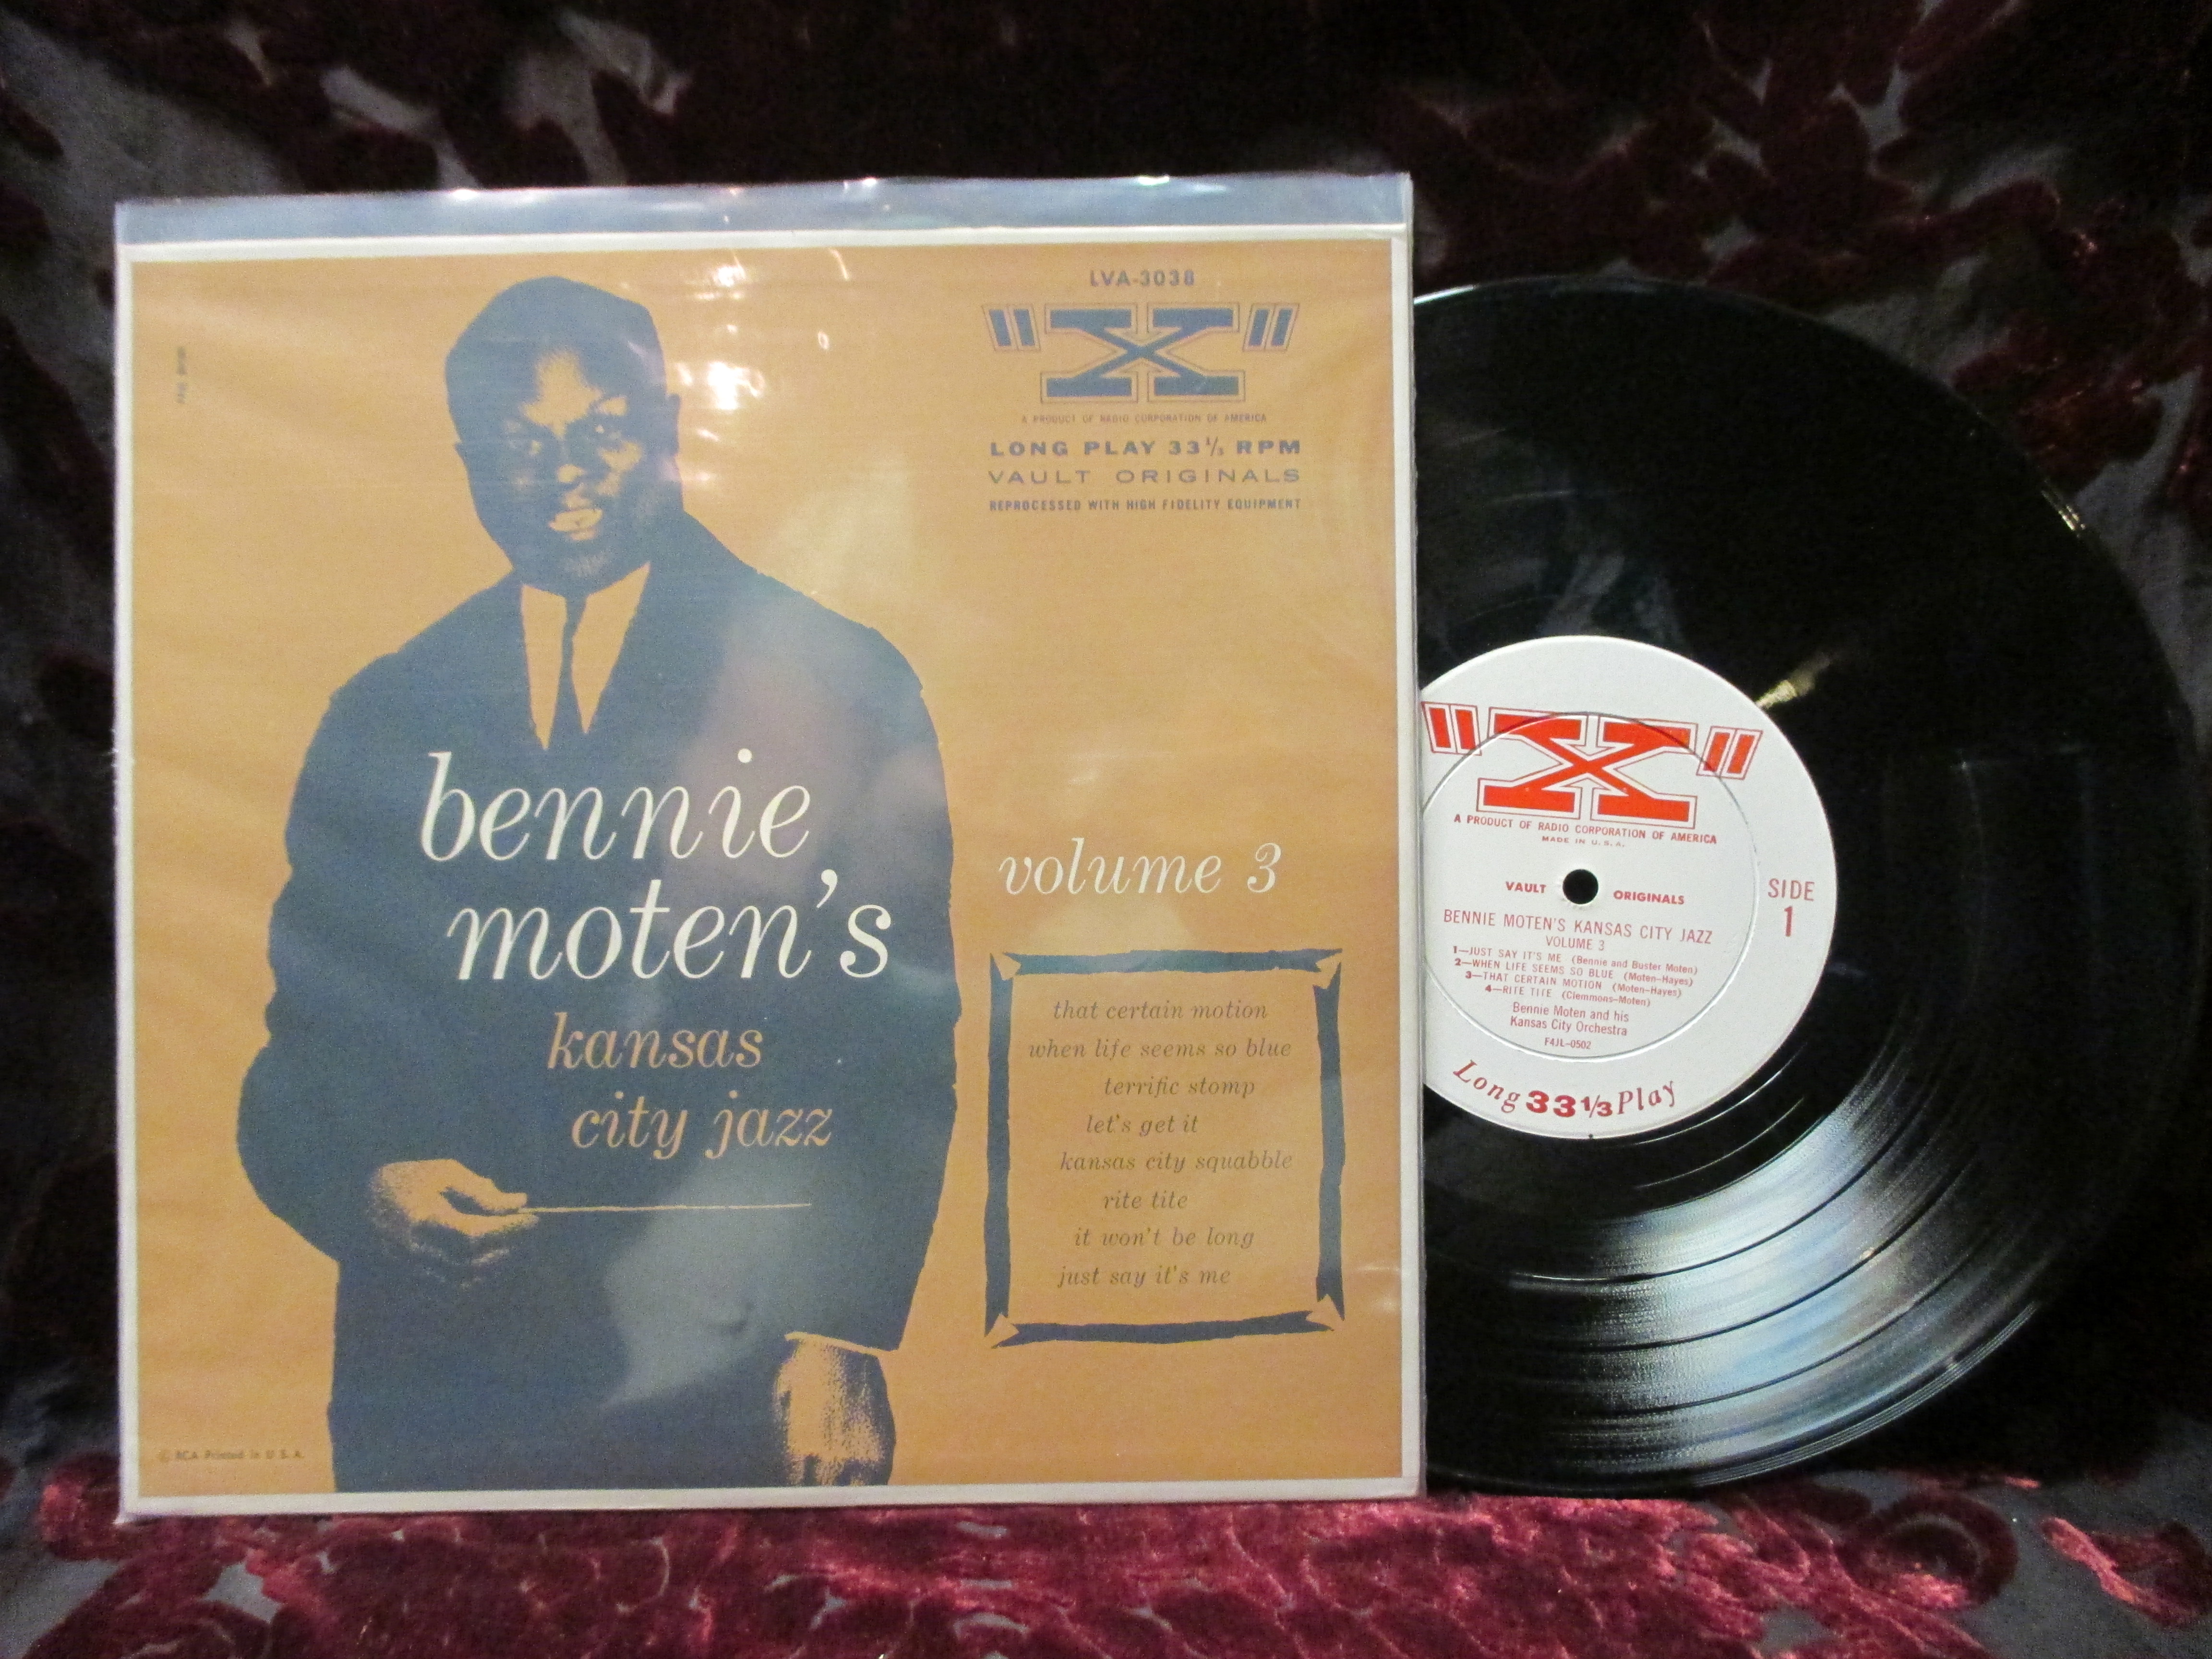 LVA-3038
"X"
A PRODUCT OF RADIO CORPORATION OF AMERICA
LONG PLAY 33 1/3 RPM
VAULT ORIGINALS
REPROCESSED WITH HIGH FIDELITY EQUIPMENT
bennie
moten's
kansas
city jazz
volume 3
that certain motion
when life seems so blue
terrific stomp
let's get it
kansas city squabble
rite tite
it won't be long
just say it's me
© RCA Printed in U. S. A.
"X"
A PRODUCT OF RADIO CORPORATION OF AMERICA
MADE IN U. S. A.
VAULT ORIGINALS
SIDE
1
BENNIE MOTEN'S KANSAS CITY JAZZ
VOLUME 3
1—JUST SAY IT'S ME (Bennie and Buster Moten)
2—WHEN LIFE SEEMS SO BLUE (Moten-Hayes)
3—THAT CERTAIN MOTION (Moten-Hayes)
4—RITE TITE (Clemmons-Moten)
Bennie Moten and his
Kansas City Orchestra
F4JL-0502
Long 33 1/3 Play